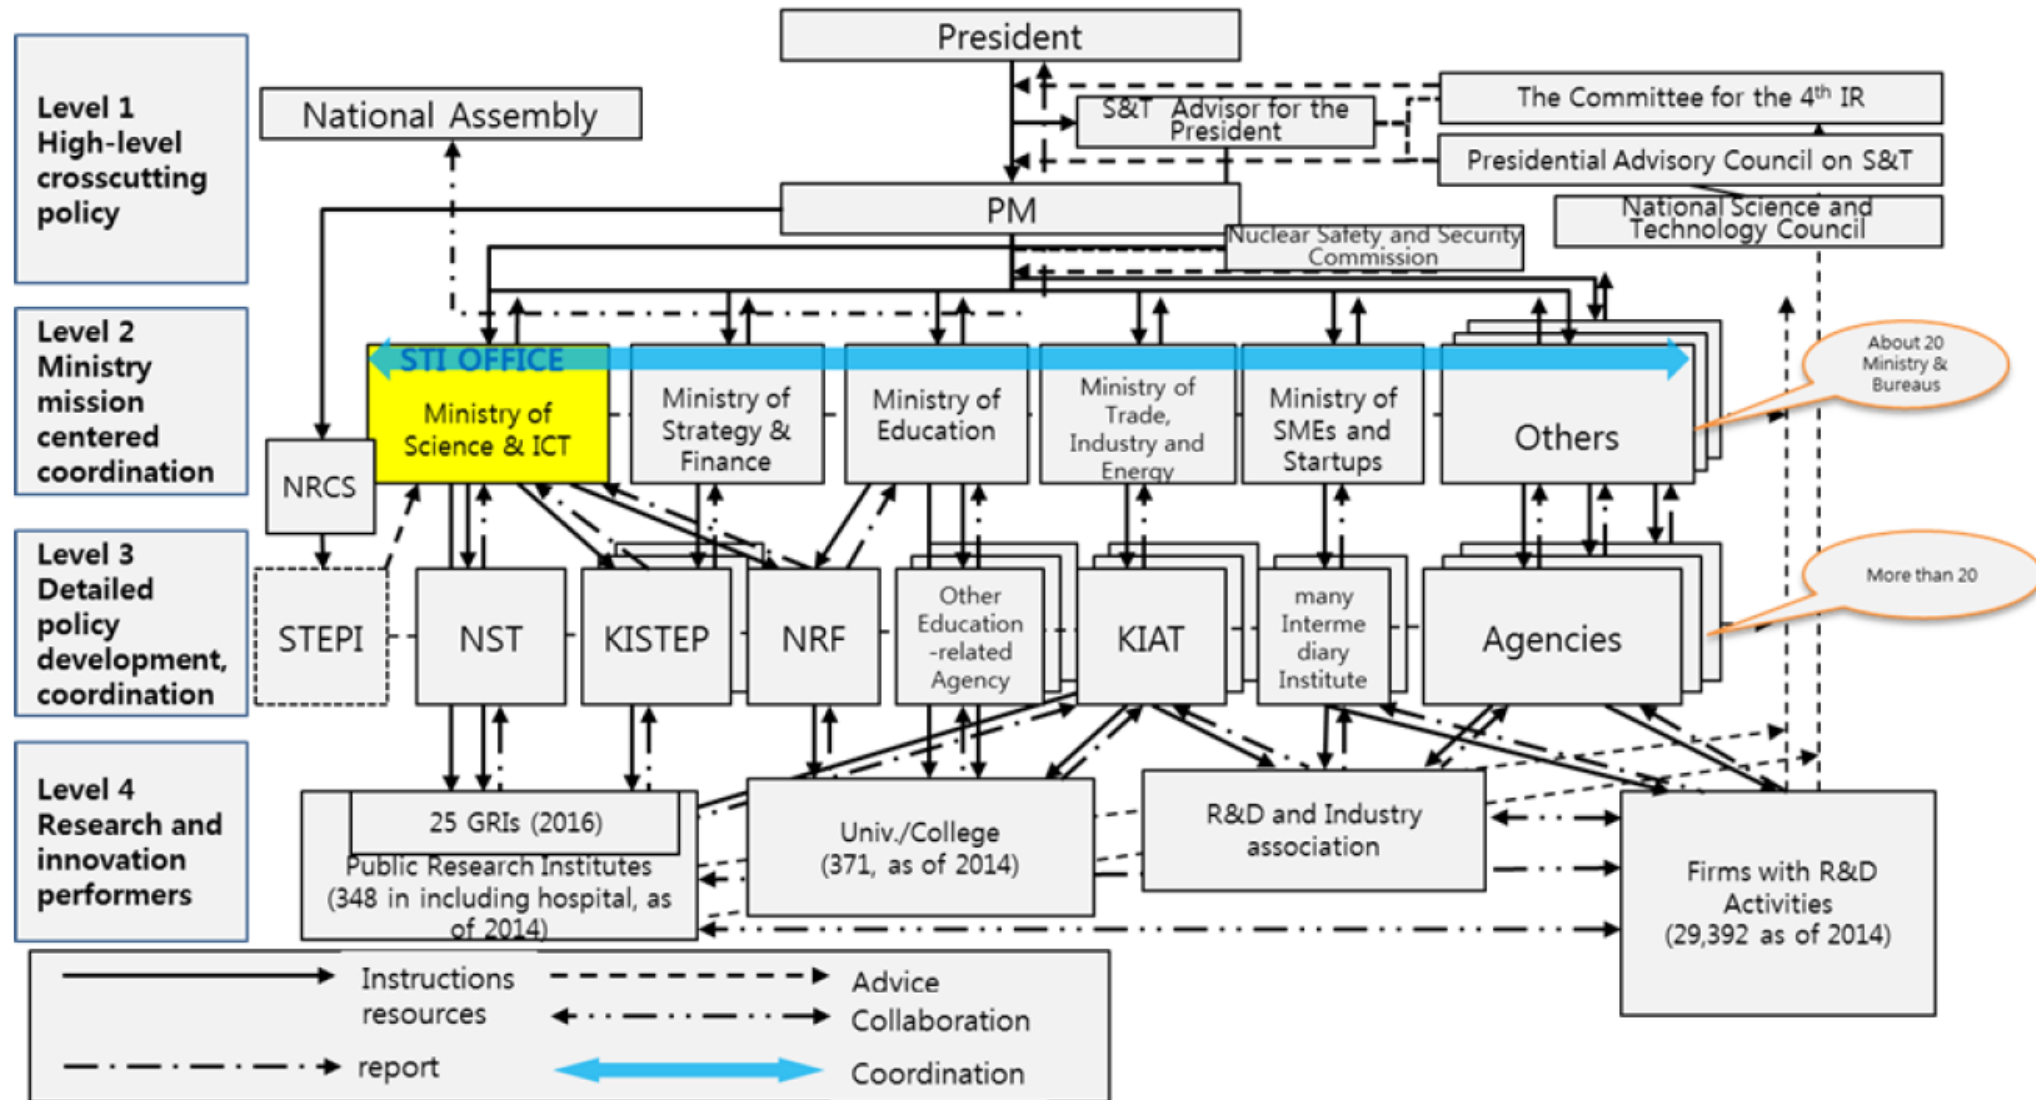 President
Level 1
High-level
crosscutting
policy
National Assembly
S&T Advisor for the
President
The Committee for the 4th IR
Presidential Advisory Council on S&T
PM
National Science and
Technology Council
Nuclear Safety and Security
Commission
Level 2
Ministry
mission
centered
coordination
STI OFFICE
Ministry of
Science & ICT
Ministry of
Strategy &
Finance
Ministry of
Education
Ministry of
Trade,
Industry and
Energy
Ministry of
SMEs and
Startups
Others
About 20
Ministry &
Bureaus
NRCS
Level 3
Detailed
policy
development,
coordination
STEPI
NST
KISTEP
NRF
Other
Education
-related
Agency
KIAT
many
Interme
diary
Institute
Agencies
More than 20
Level 4
Research and
innovation
performers
25 GRIs (2016)
Public Research Institutes
(348 in including hospital, as
of 2014)
Univ./College
(371, as of 2014)
R&D and Industry
association
Firms with R&D
Activities
(29,392 as of 2014)
Instructions
resources
Advice
Collaboration
report
Coordination